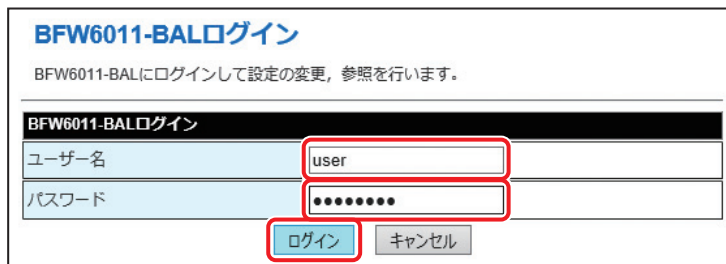 BFW6011-BALログイン
BFW6011-BALにログインして設定の変更，参照を行います。
BFW6011-BALログイン
ユーザー名 user
パスワード ●●●●●●●●
ログイン キャンセル